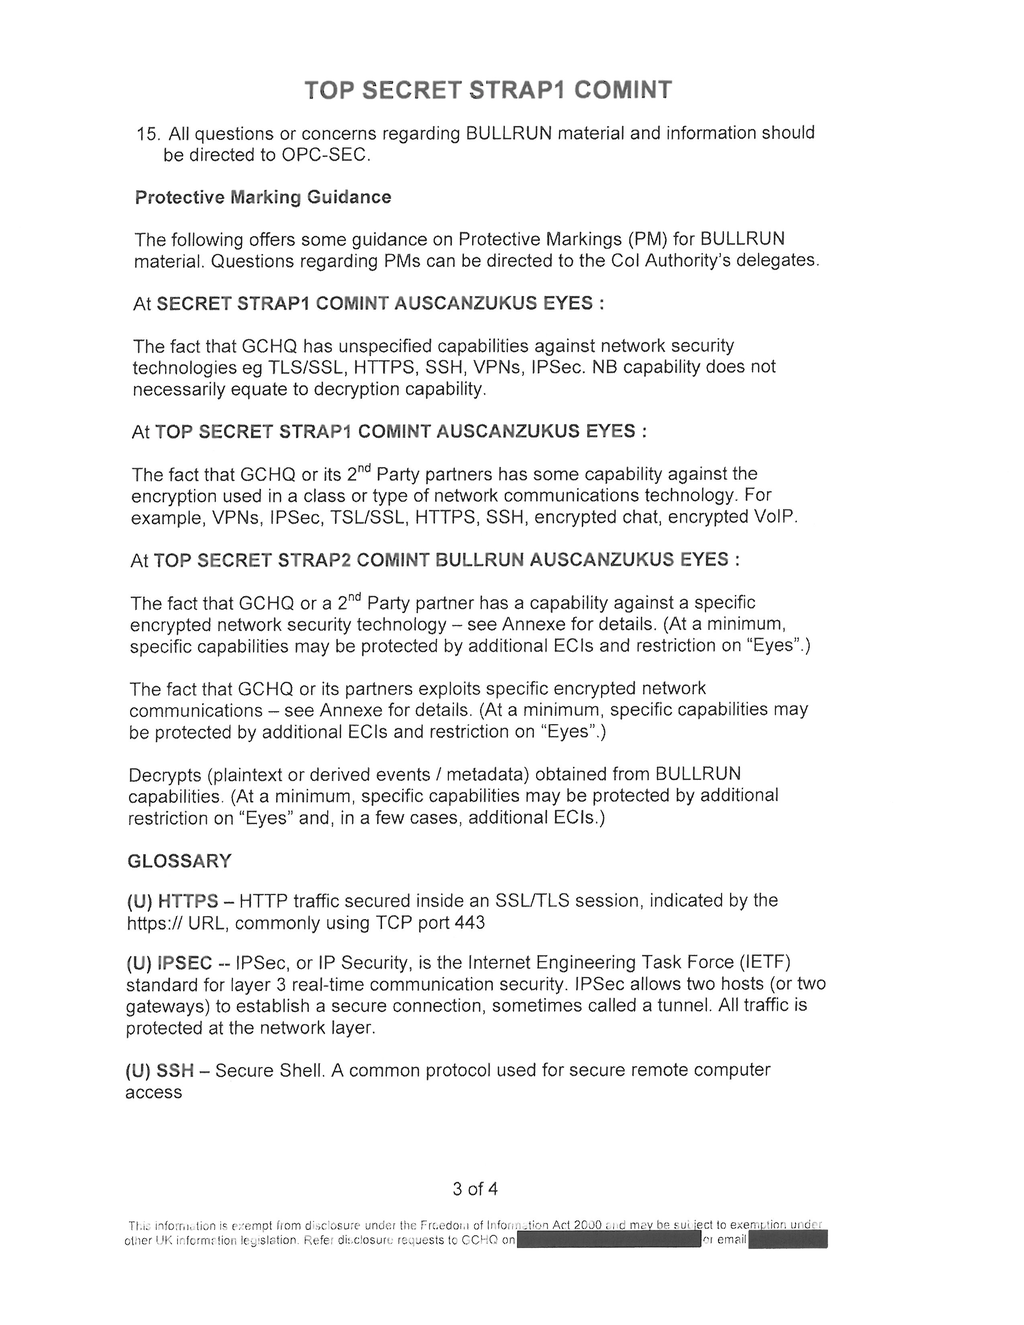 TOP SECRET STRAP1 COMINT
15. All questions or concerns regarding BULLRUN material and information should
be directed to OPC-SEC.
Protective Marking Guidance
The following offers some guidance on Protective Markings (PM) for BULLRUN
material. Questions regarding PMs can be directed to the CoI Authority's delegates.
At SECRET STRAP1 COMINT AUSCANZUKUS EYES :
The fact that GCHQ has unspecified capabilities against network security
technologies eg TLS/SSL, HTTPS, SSH, VPNs, IPSec. NB capability does not
necessarily equate to decryption capability.
At TOP SECRET STRAP1 COMINT AUSCANZUKUS EYES :
The fact that GCHQ or its 2nd Party partners has some capability against the
encryption used in a class or type of network communications technology. For
example, VPNs, IPSec, TSL/SSL, HTTPS, SSH, encrypted chat, encrypted VoIP.
At TOP SECRET STRAP2 COMINT BULLRUN AUSCANZUKUS EYES :
The fact that GCHQ or a 2nd Party partner has a capability against a specific
encrypted network security technology – see Annexe for details. (At a minimum,
specific capabilities may be protected by additional ECIs and restriction on "Eyes".)
The fact that GCHQ or its partners exploits specific encrypted network
communications – see Annexe for details. (At a minimum, specific capabilities may
be protected by additional ECIs and restriction on "Eyes".)
Decrypts (plaintext or derived events / metadata) obtained from BULLRUN
capabilities. (At a minimum, specific capabilities may be protected by additional
restriction on "Eyes" and, in a few cases, additional ECIs.)
GLOSSARY
(U) HTTPS – HTTP traffic secured inside an SSL/TLS session, indicated by the
https:// URL, commonly using TCP port 443
(U) IPSEC -- IPSec, or IP Security, is the Internet Engineering Task Force (IETF)
standard for layer 3 real-time communication security. IPSec allows two hosts (or two
gateways) to establish a secure connection, sometimes called a tunnel. All traffic is
protected at the network layer.
(U) SSH – Secure Shell. A common protocol used for secure remote computer
access
3 of 4
This information is exempt from disclosure under the Freedom of Information Act 2000 and may be subject to exemption under
other UK information legislation. Refer disclosure requests to GCHQ on or email